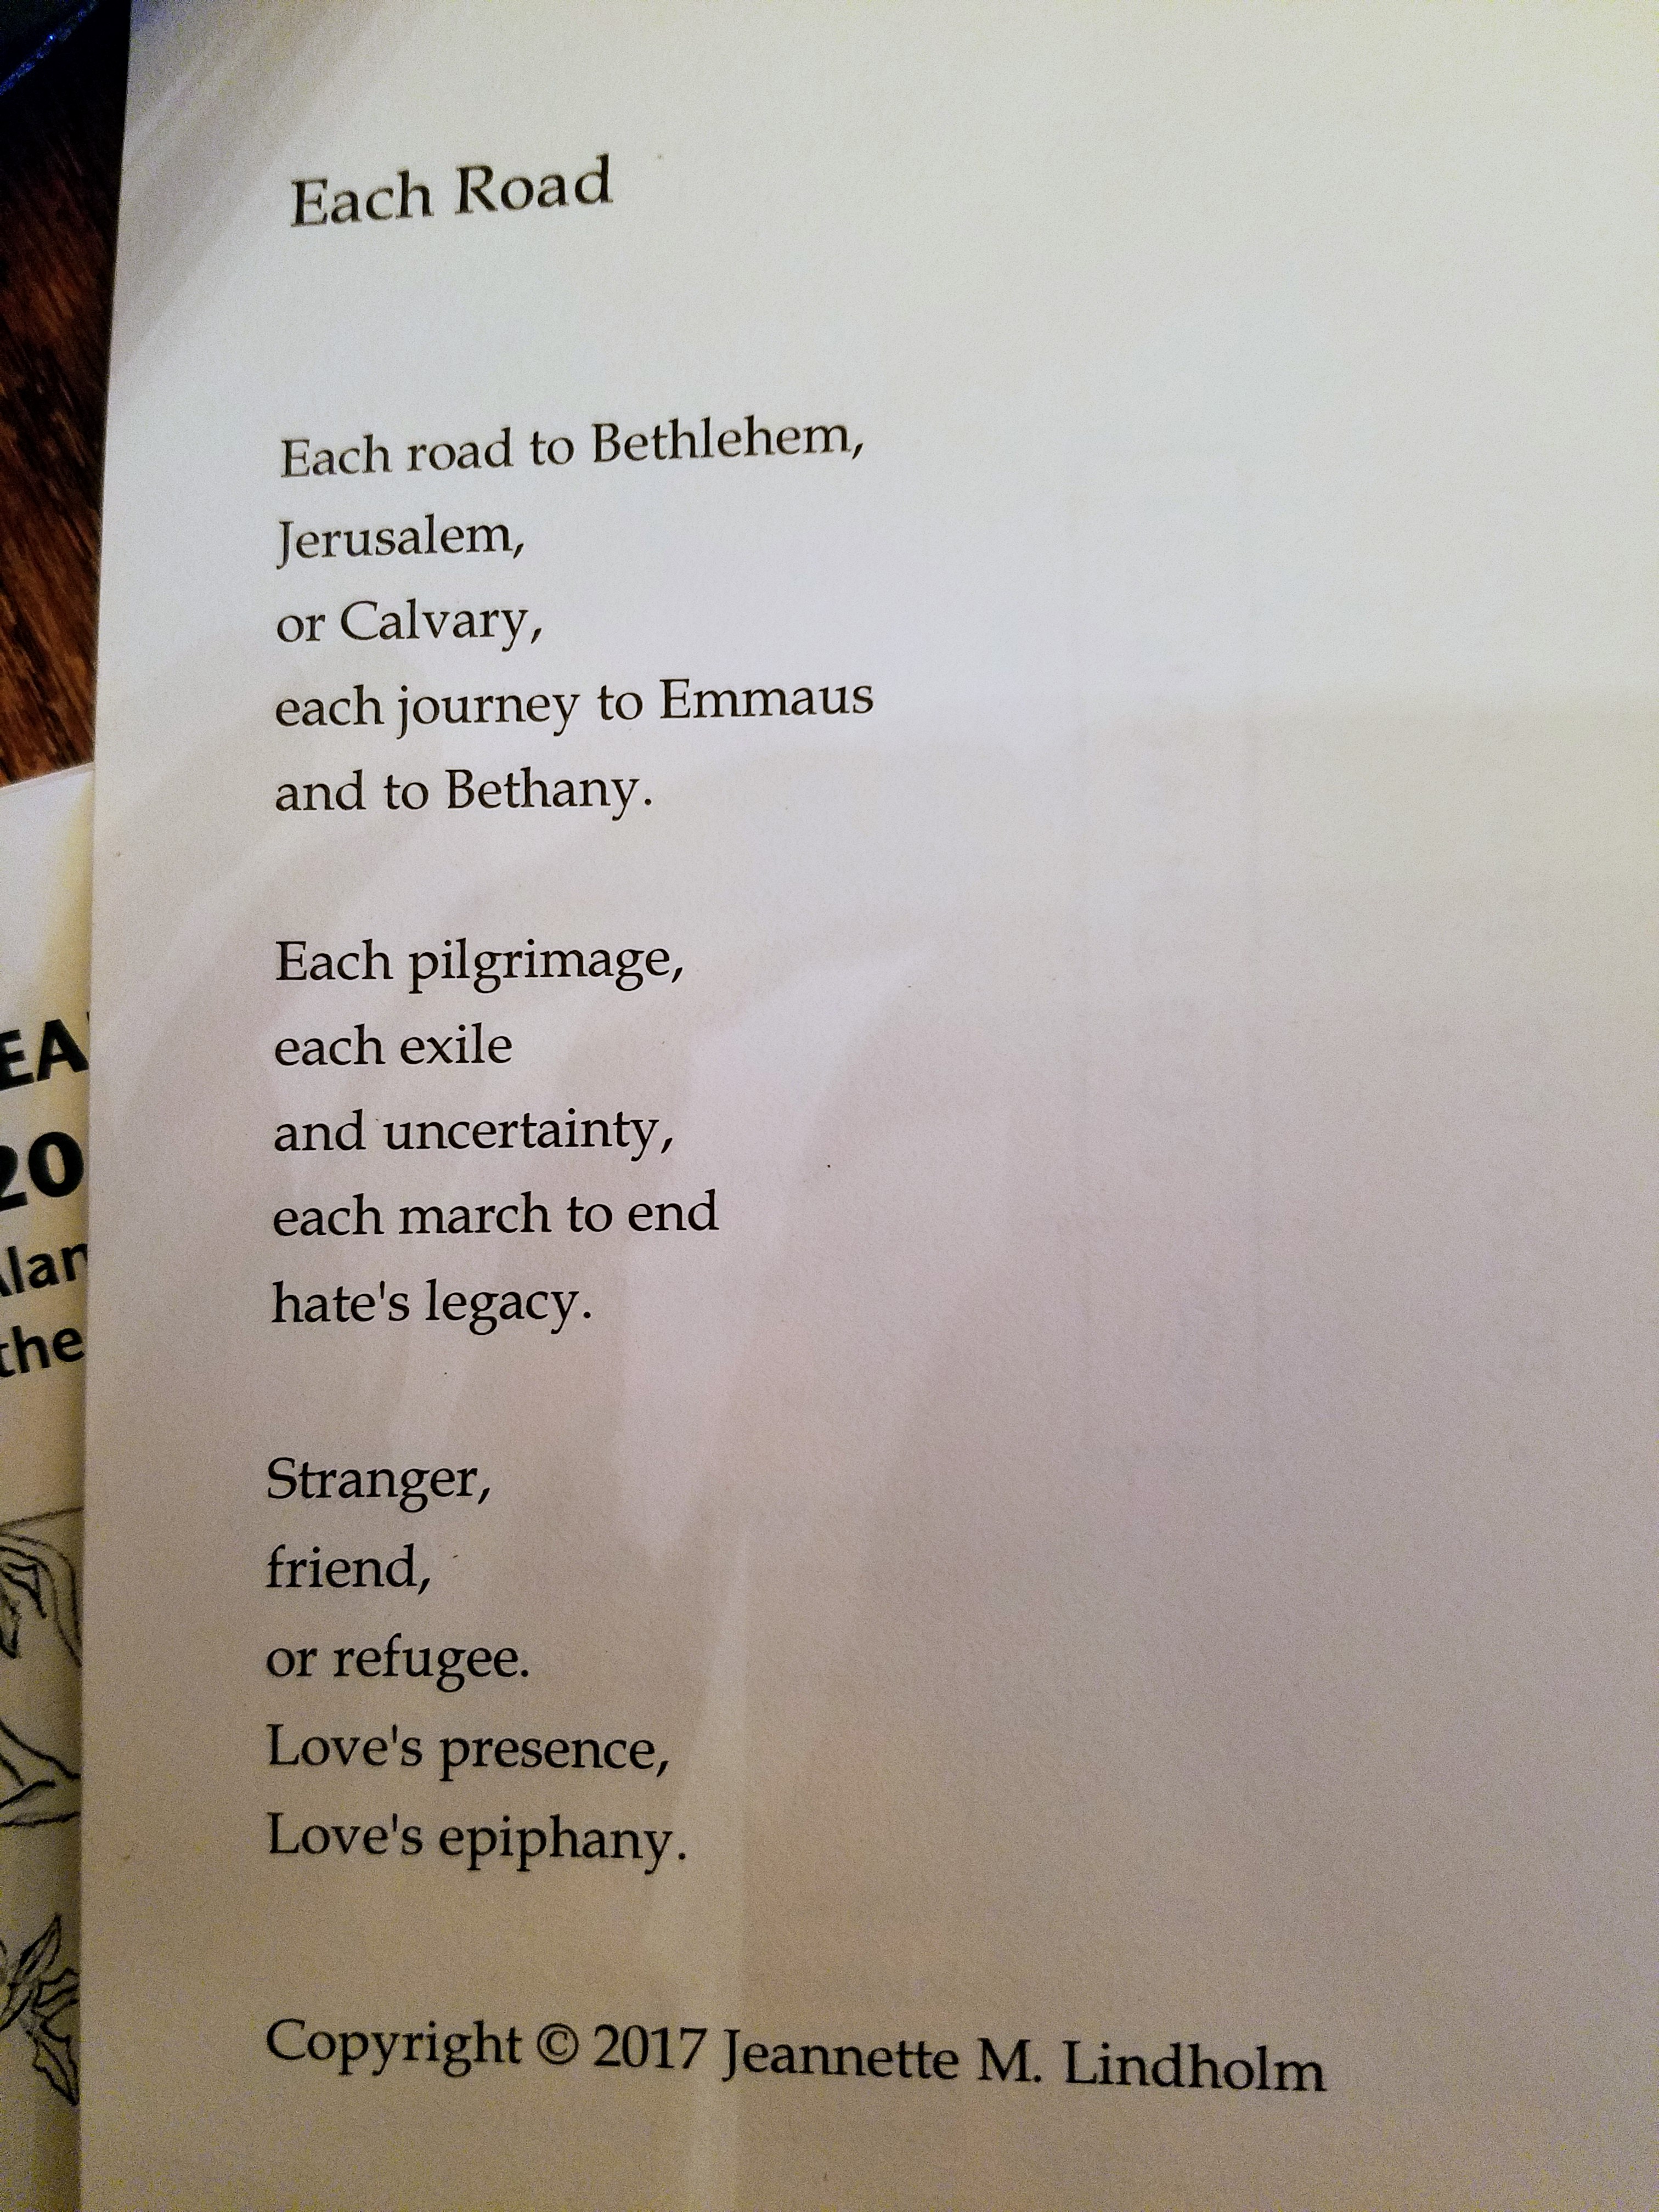 Each Road
Each road to Bethlehem,
Jerusalem,
or Calvary,
each journey to Emmaus
and to Bethany.
Each pilgrimage,
each exile
and uncertainty,
each march to end
hate's legacy.
Stranger,
friend,
or refugee.
Love's presence,
Love's epiphany.
Copyright © 2017 Jeannette M. Lindholm
20
the